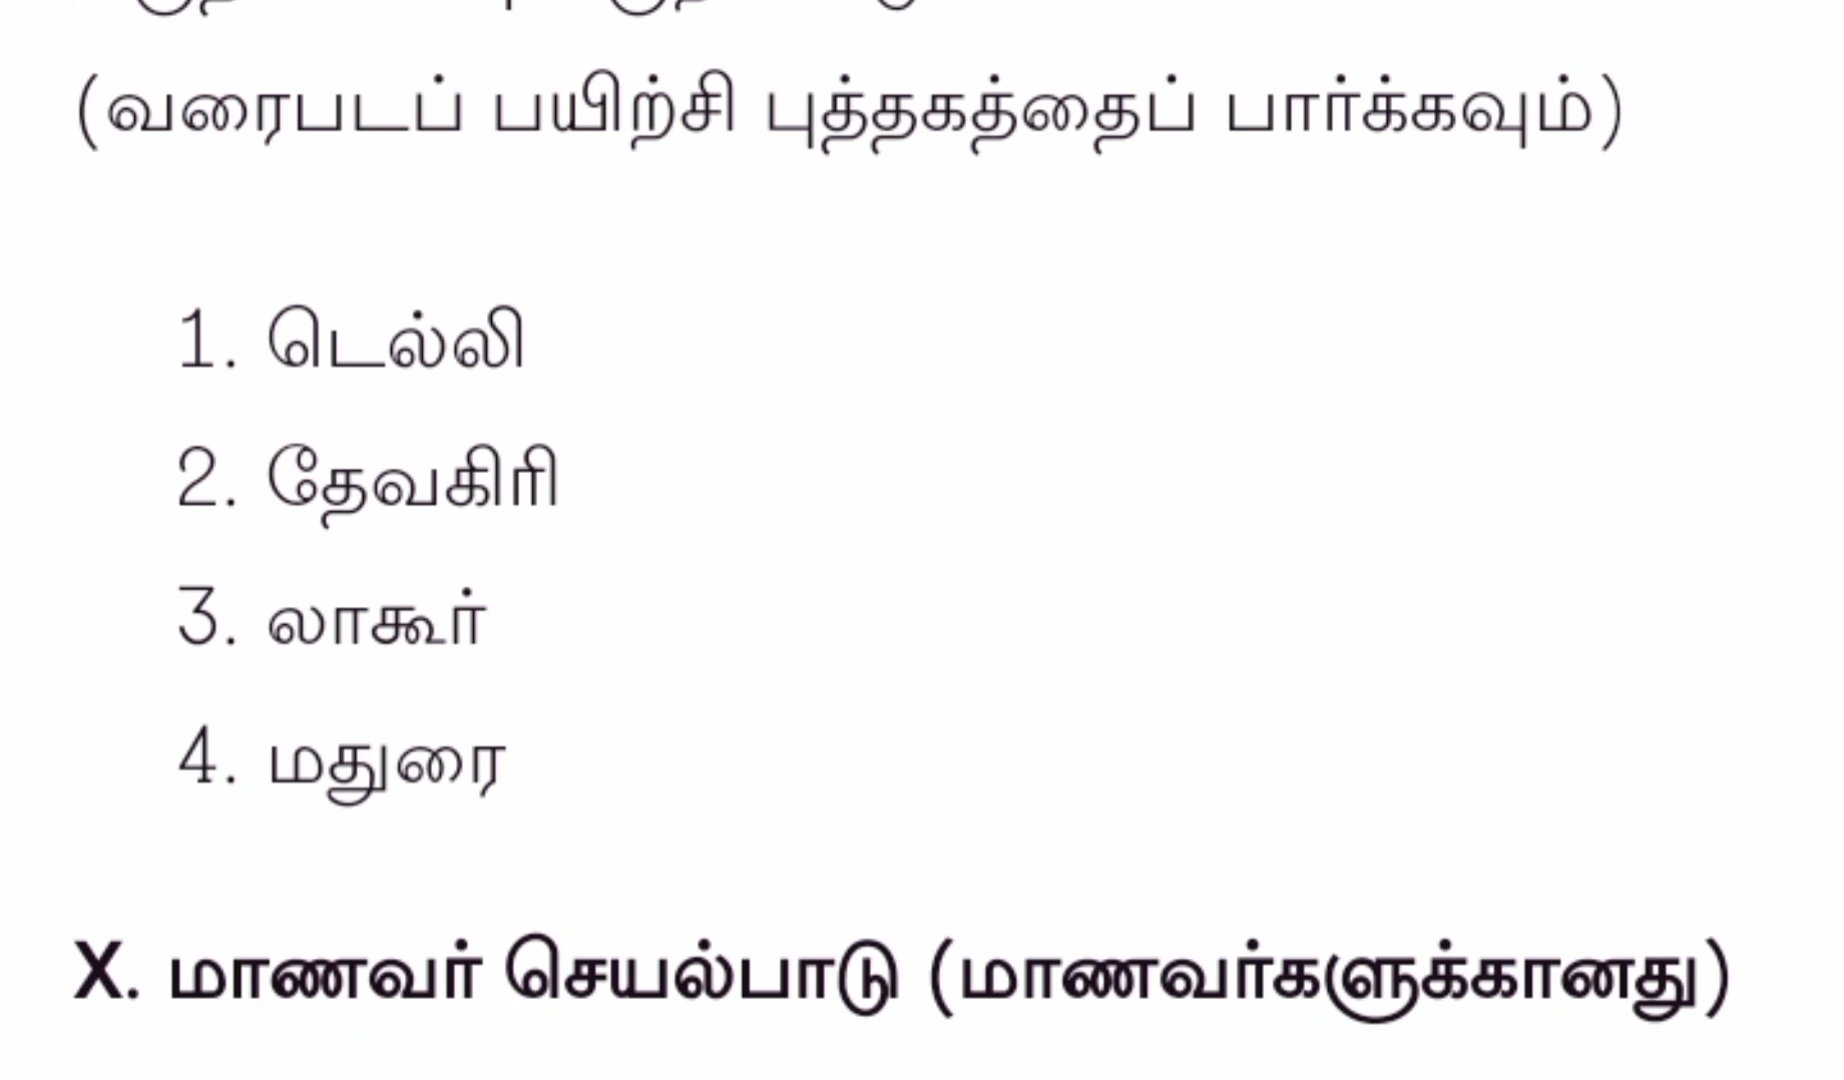 (வரைபடப் பயிற்சி புத்தகத்தைப் பார்க்கவும்)
1. டெல்லி
2. தேவகிரி
3. லாகூர்
4. மதுரை
X. மாணவர் செயல்பாடு (மாணவர்களுக்கானது)